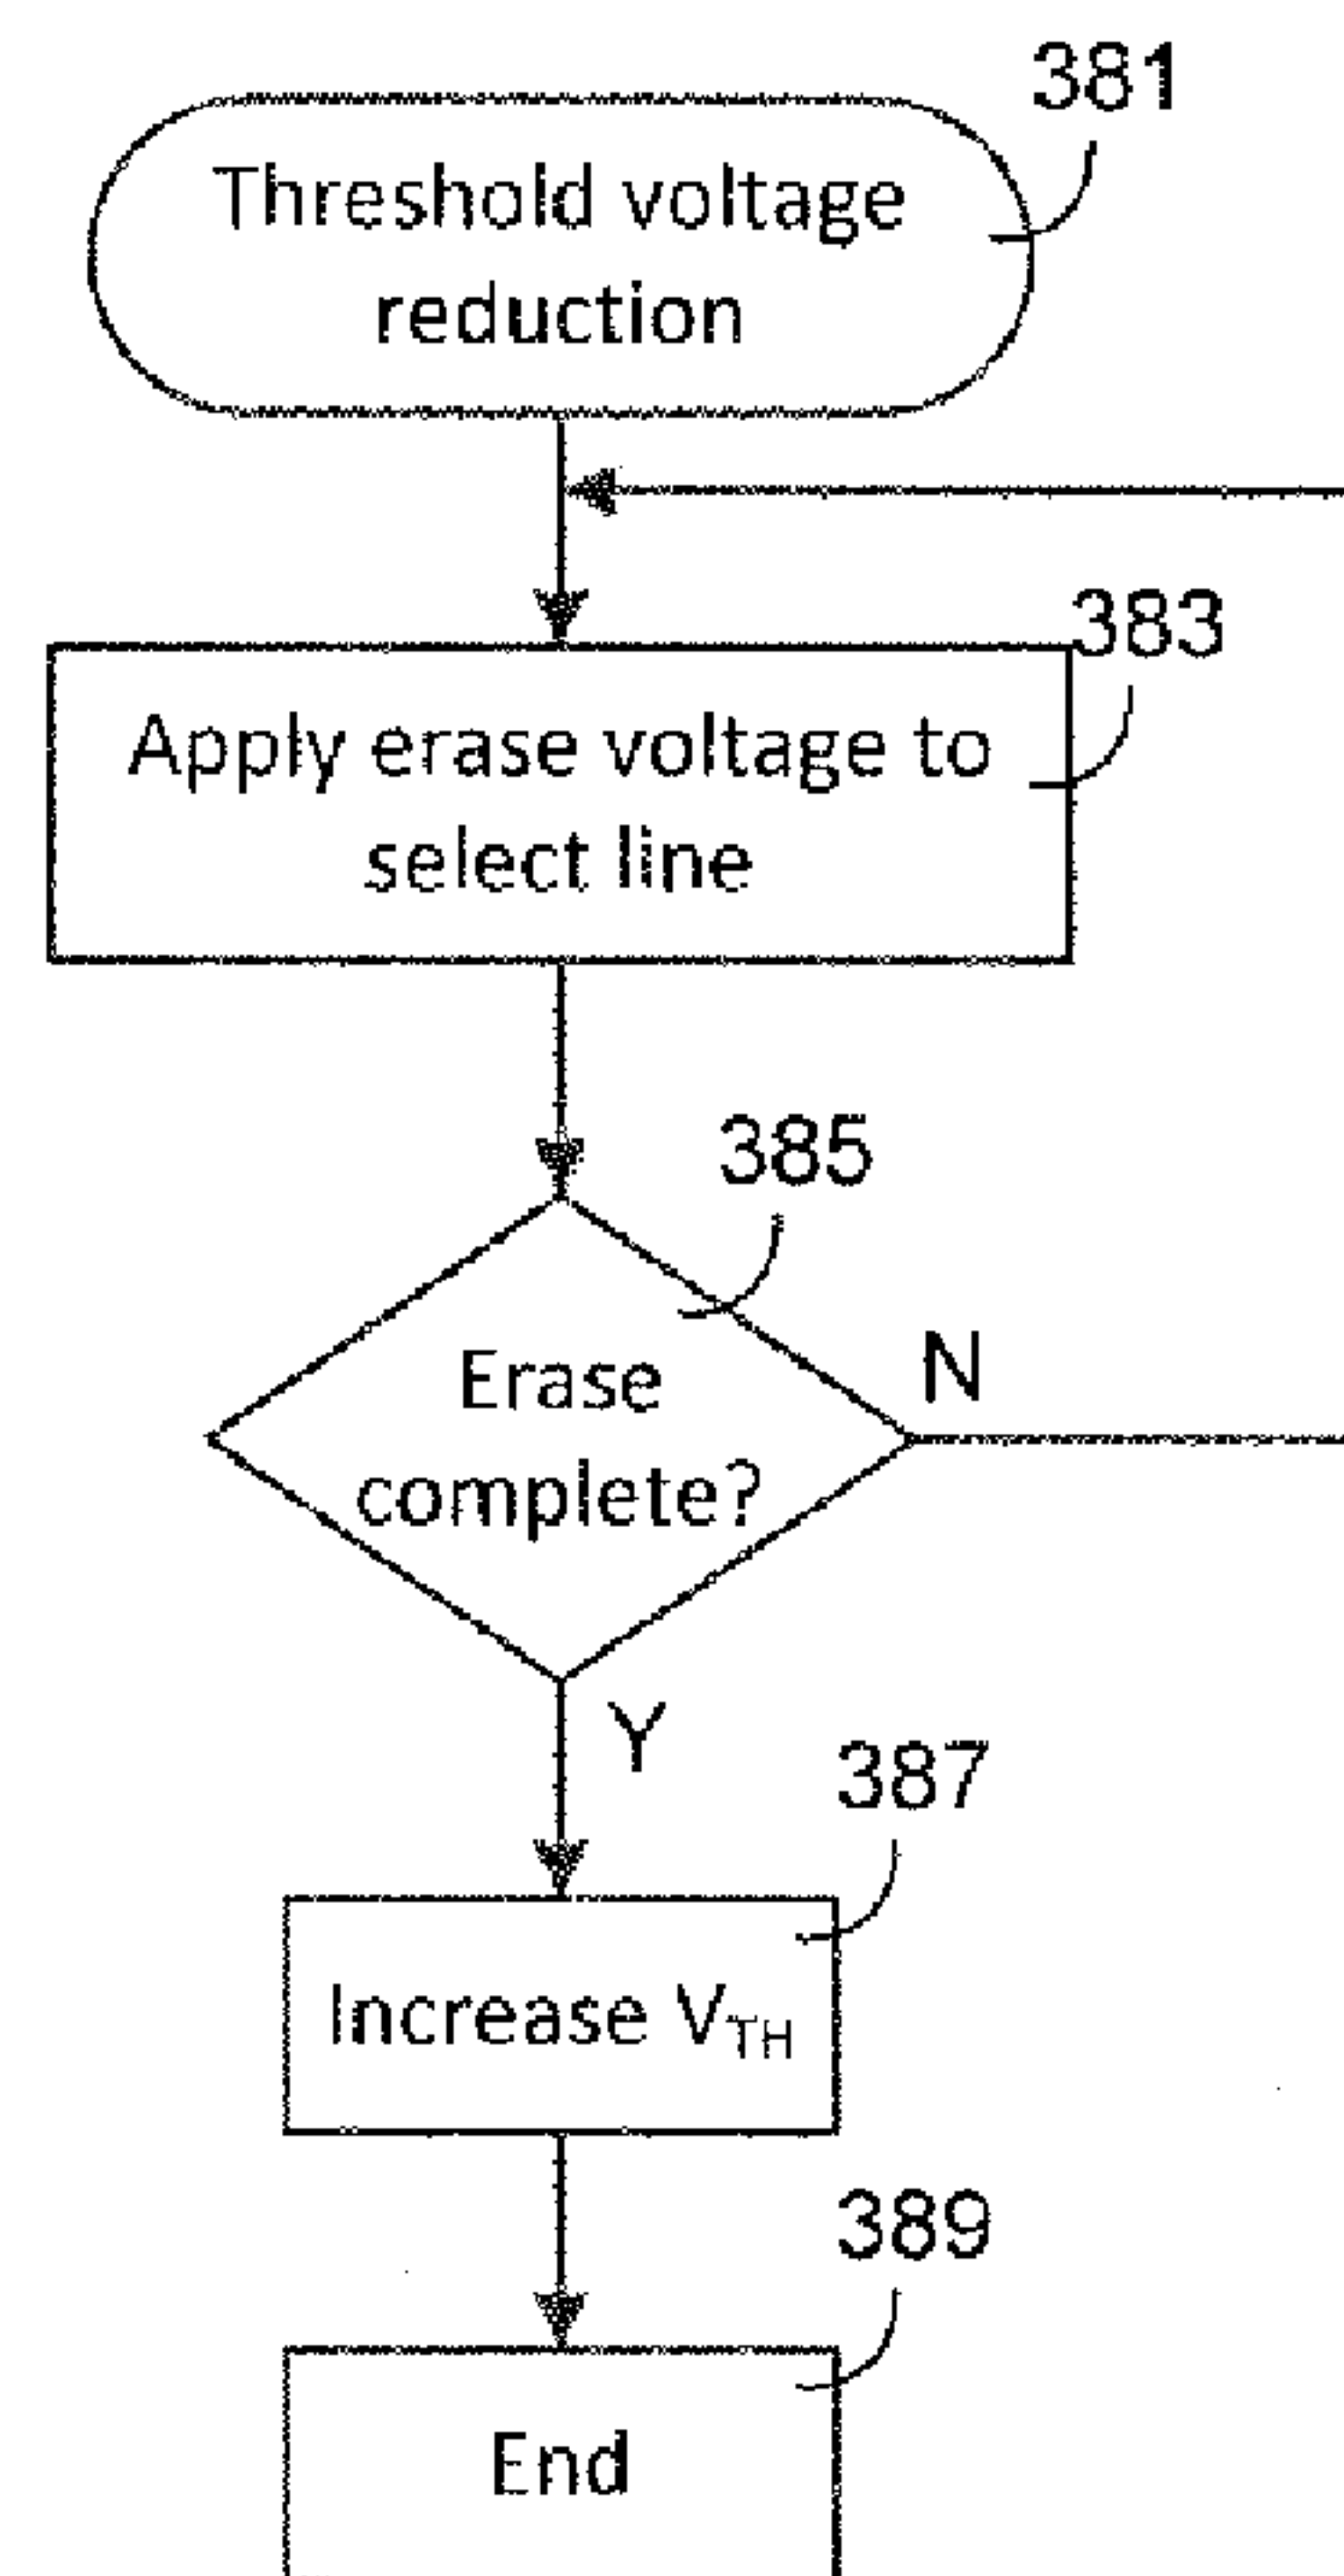 381
Threshold voltage
reduction
383
Apply erase voltage to
select line
385
Erase
complete?
N
Y
387
Increase VTH
389
End